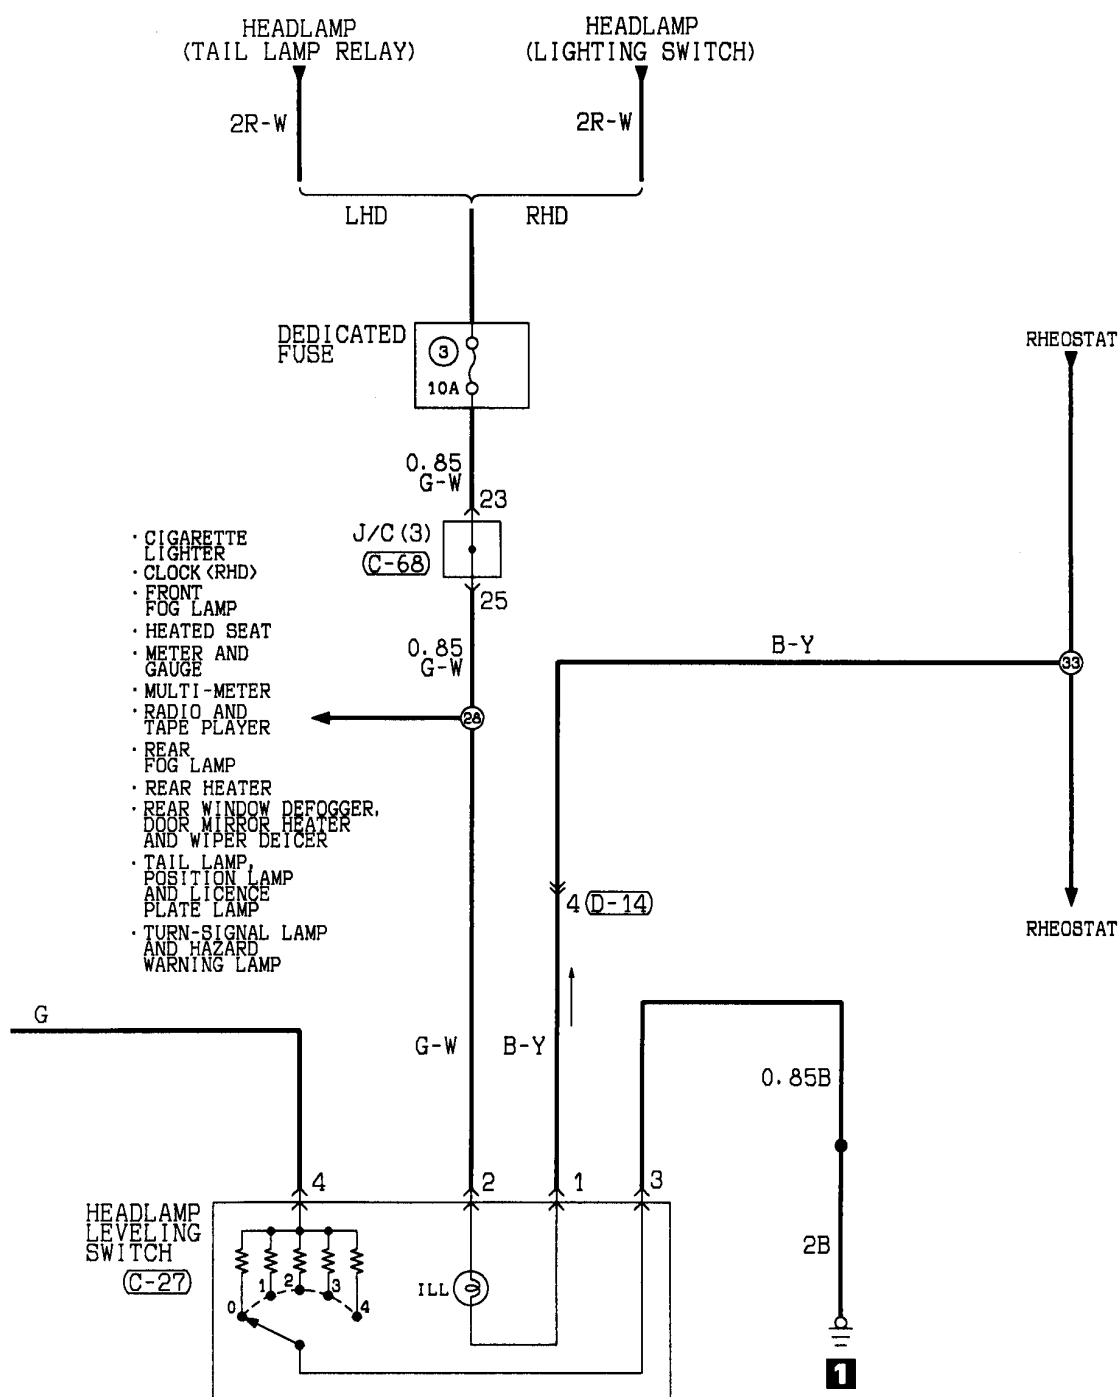 HEADLAMP
(TAIL LAMP RELAY)
HEADLAMP
(LIGHTING SWITCH)
2R-W
2R-W
LHD
RHD
DEDICATED
FUSE
3
10A
RHEOSTAT
0.85
G-W
23
J/C (3)
C-68
25
· CIGARETTE
LIGHTER
· CLOCK <RHD>
· FRONT
FOG LAMP
· HEATED SEAT
· METER AND
GAUGE
· MULTI-METER
· RADIO AND
TAPE PLAYER
· REAR
FOG LAMP
· REAR HEATER
· REAR WINDOW DEFOGGER,
DOOR MIRROR HEATER
AND WIPER DEICER
· TAIL LAMP,
POSITION LAMP
AND LICENCE
PLATE LAMP
· TURN-SIGNAL LAMP
AND HAZARD
WARNING LAMP
0.85
G-W
28
B-Y
33
4 D-14
RHEOSTAT
G
G-W
B-Y
0.85B
4
2
1
3
HEADLAMP
LEVELING
SWITCH
C-27
0
1
2
3
4
ILL
2B
1